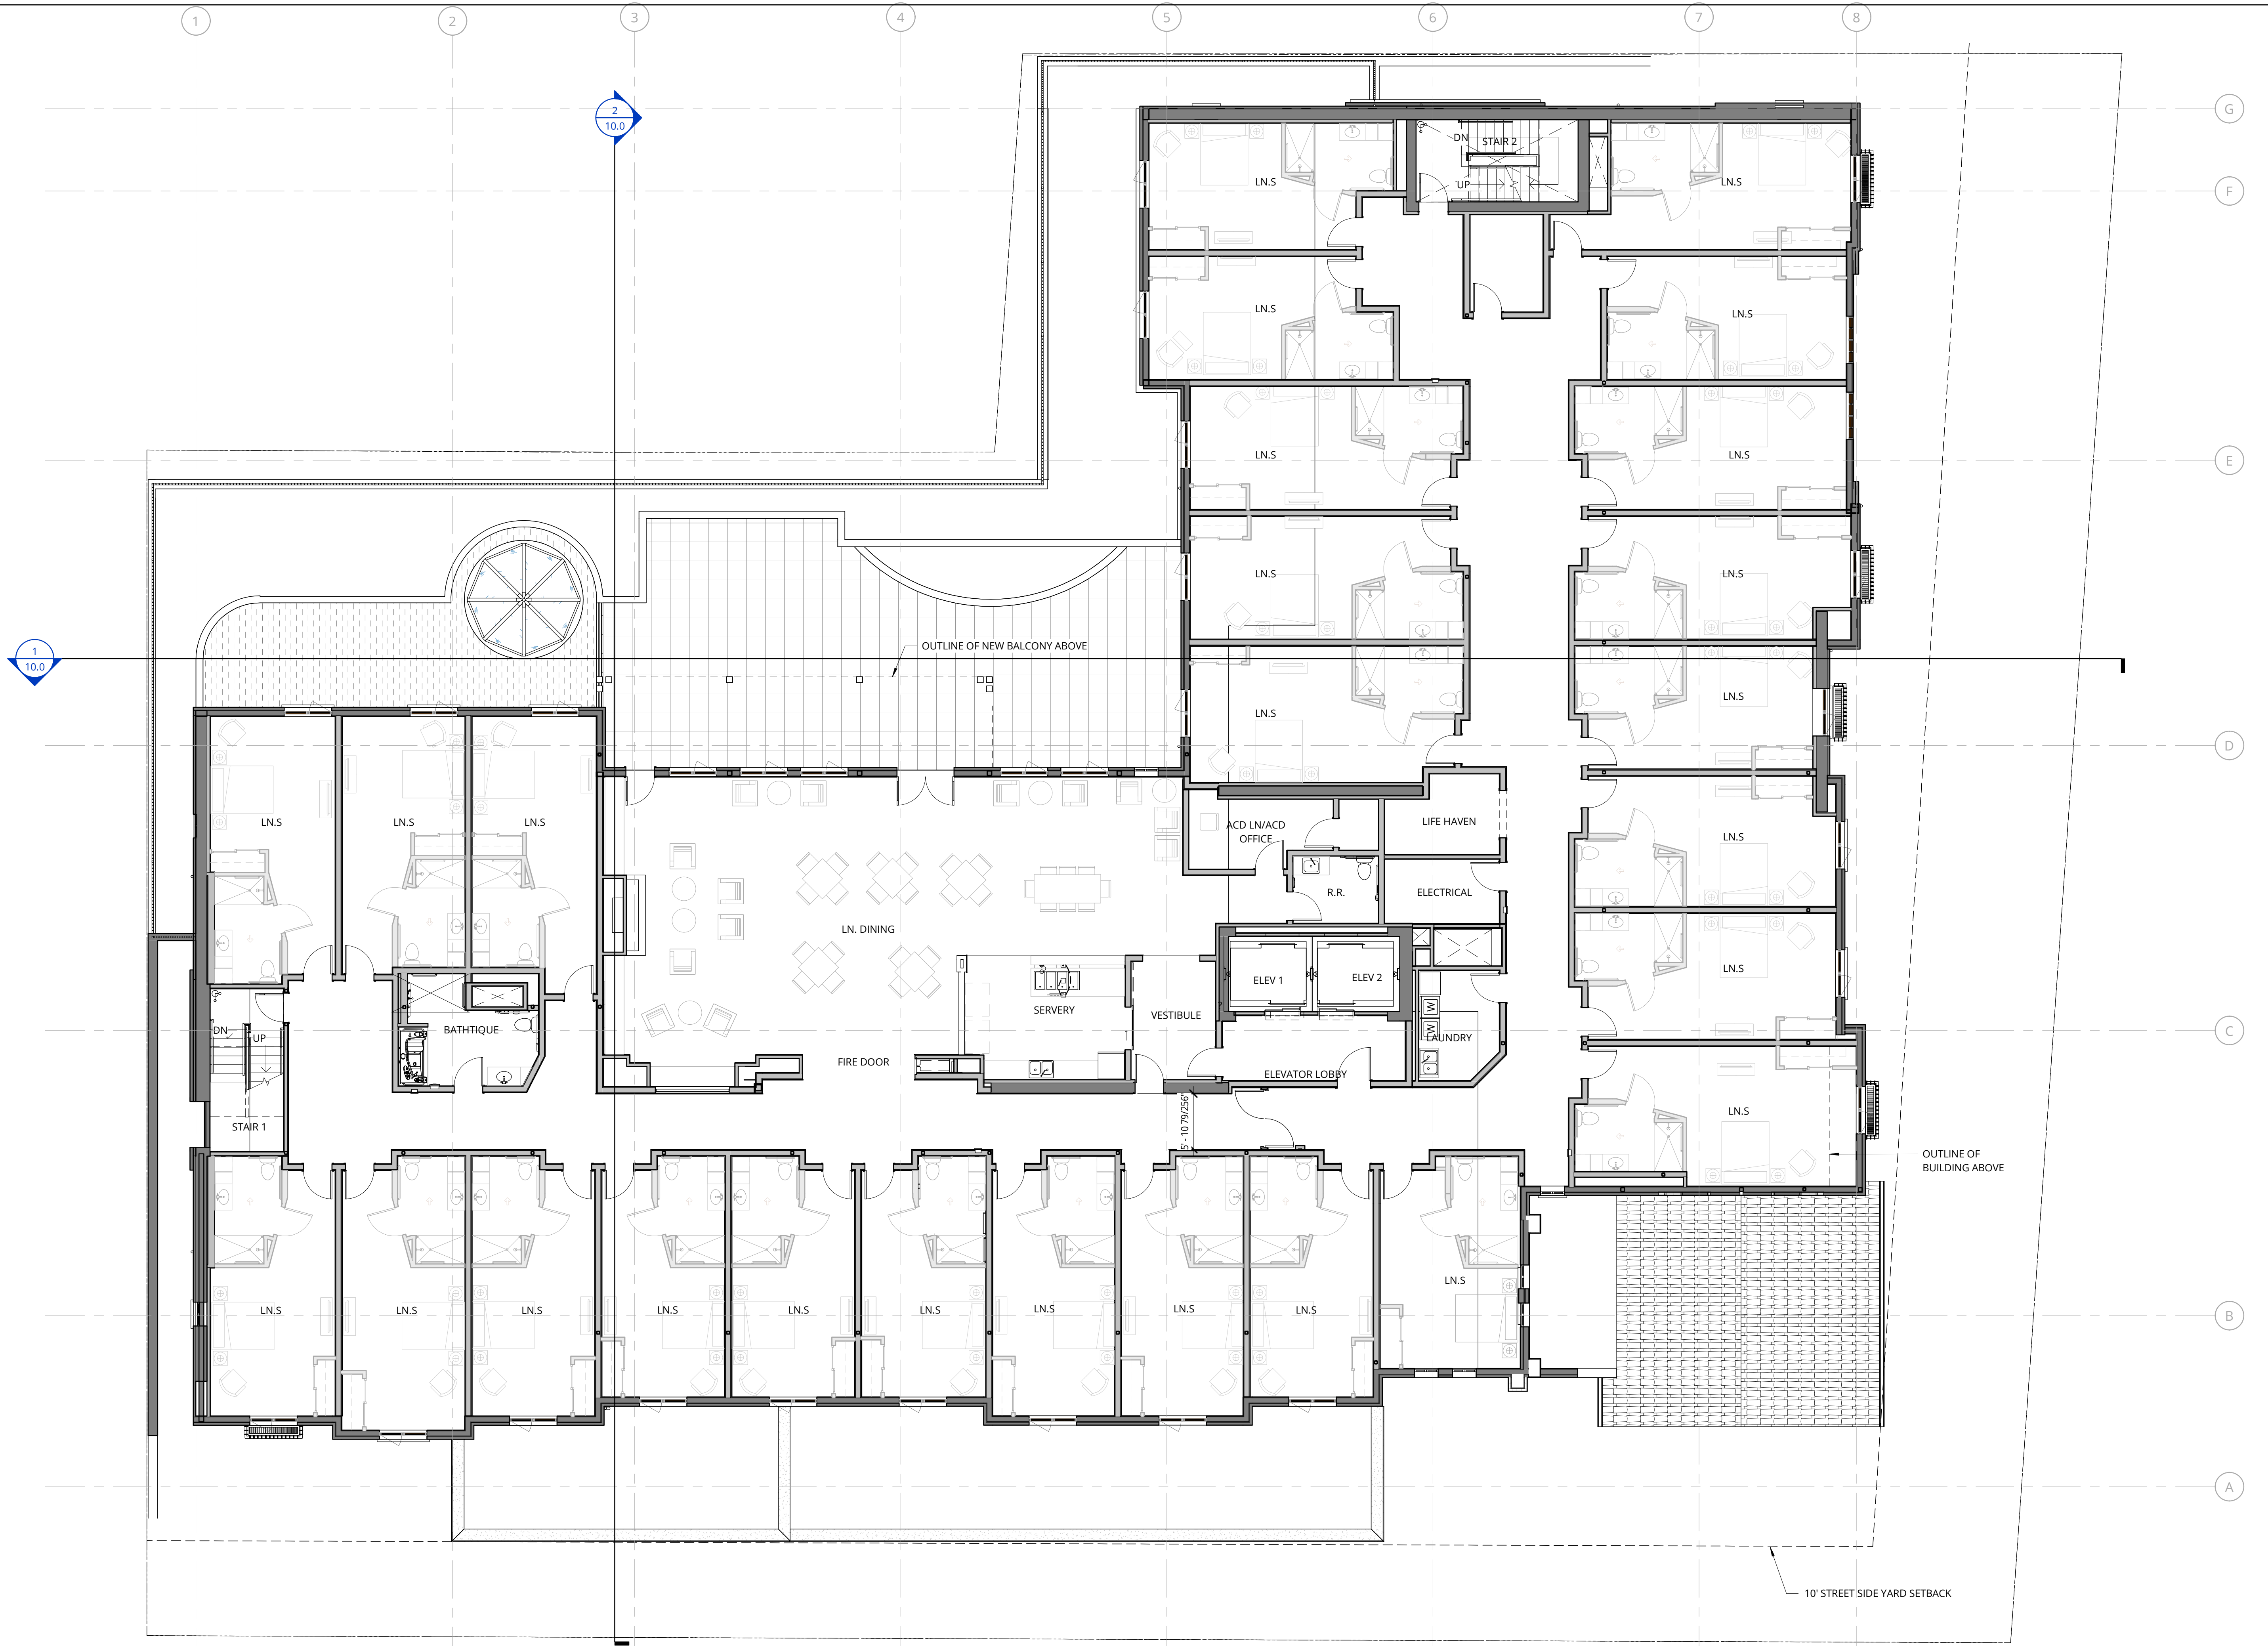 1
2
3
4
5
6
7
8
2
10.0
G
DN
STAIR 2
UP
LN.S
LN.S
F
LN.S
LN.S
LN.S
LN.S
E
LN.S
LN.S
OUTLINE OF NEW BALCONY ABOVE
1
10.0
LN.S
LN.S
D
LN.S
LN.S
LN.S
ACD LN/ACD
OFFICE
LIFE HAVEN
LN.S
R.R.
ELECTRICAL
LN. DINING
ELEV 1
ELEV 2
LN.S
SERVERY
VESTIBULE
W
W
LAUNDRY
DN
UP
BATHTIQUE
C
FIRE DOOR
ELEVATOR LOBBY
5' - 10 79/256"
STAIR 1
LN.S
OUTLINE OF
BUILDING ABOVE
LN.S
LN.S
LN.S
LN.S
LN.S
LN.S
LN.S
LN.S
LN.S
LN.S
B
A
10' STREET SIDE YARD SETBACK